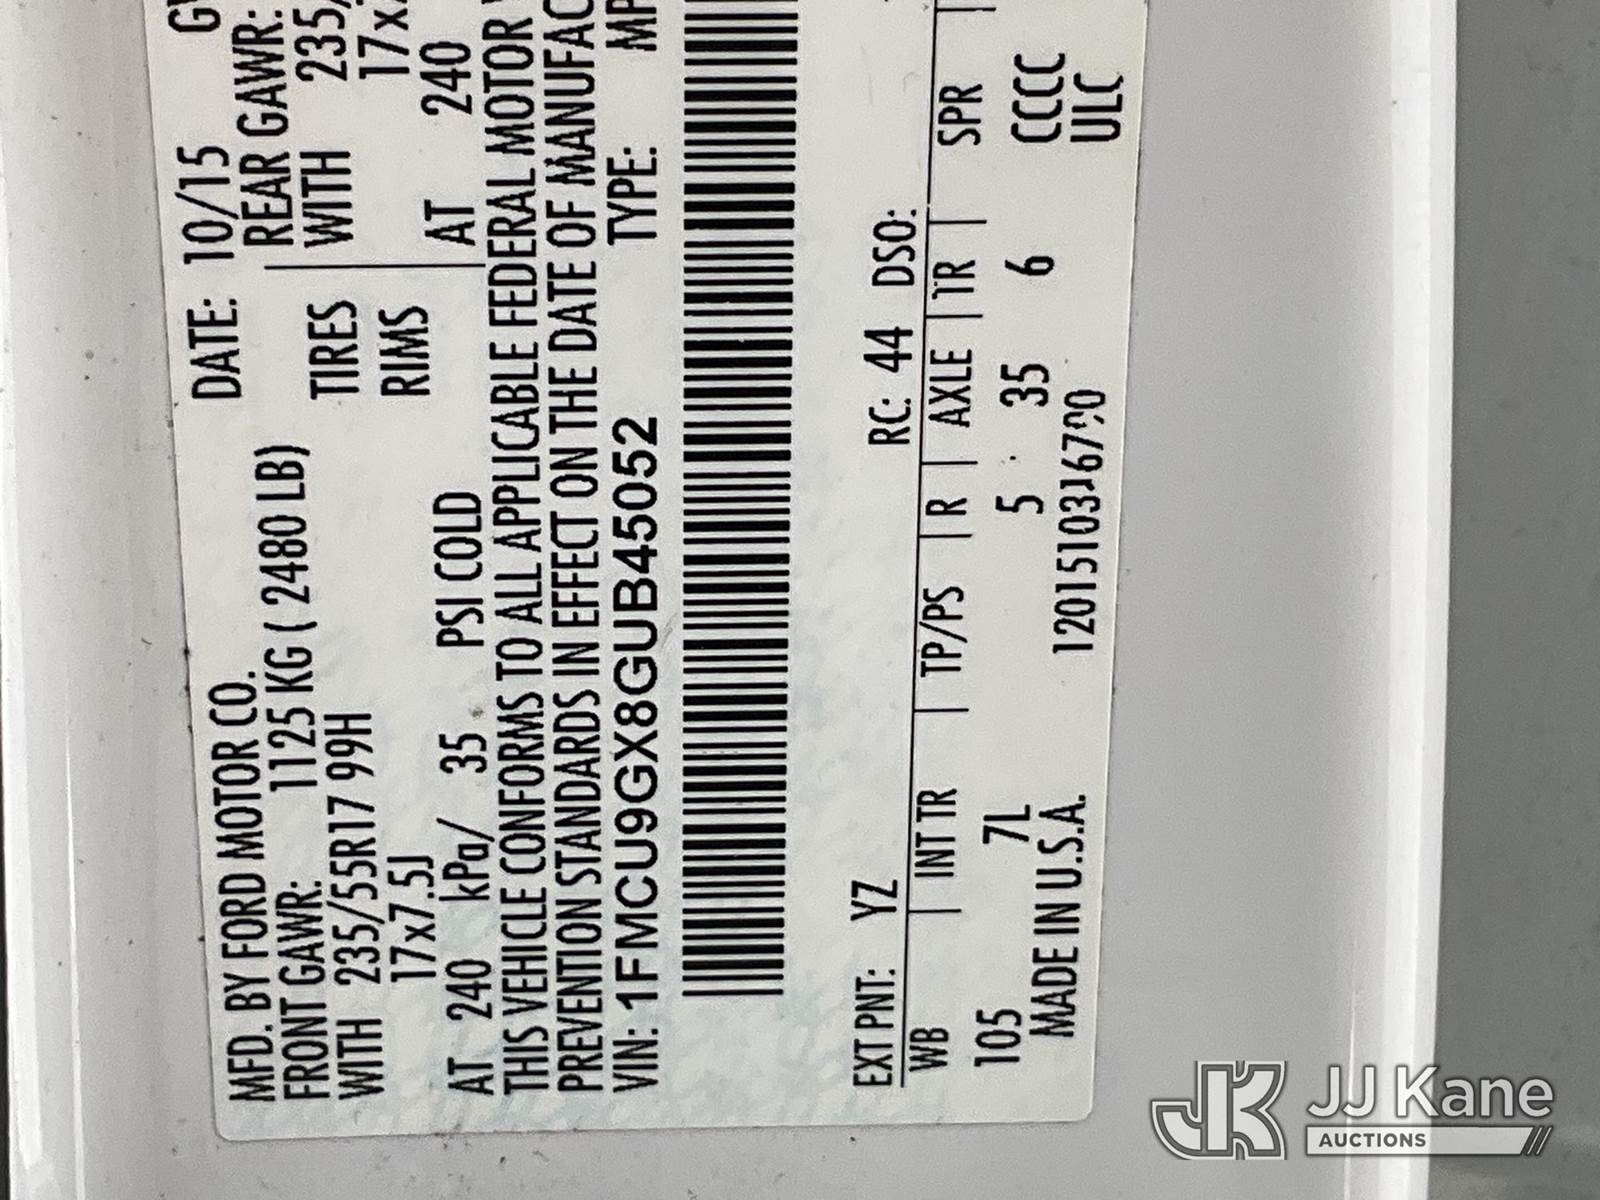 MFD. BY FORD MOTOR CO.
DATE: 10/15
FRONT GAWR: 1125 KG ( 2480 LB)
REAR GAWR:
WITH 235/55R17 99H
TIRES
WITH 235/
17x7.5J
RIMS
17x
AT 240 kPa/ 35 PSI COLD
AT 240
THIS VEHICLE CONFORMS TO ALL APPLICABLE FEDERAL MOTOR
PREVENTION STANDARDS IN EFFECT ON THE DATE OF MANUFAC
VIN: 1FMCU9GX8GUB45052 TYPE: MP
EXT PNT: YZ RC: 44 DSO:
WB | INT TR | TP/PS | R | AXLE | TR | SPR |
105 7L 5 35 6 CCCC
MADE IN U.S.A. ULC
JJ Kane
AUCTIONS